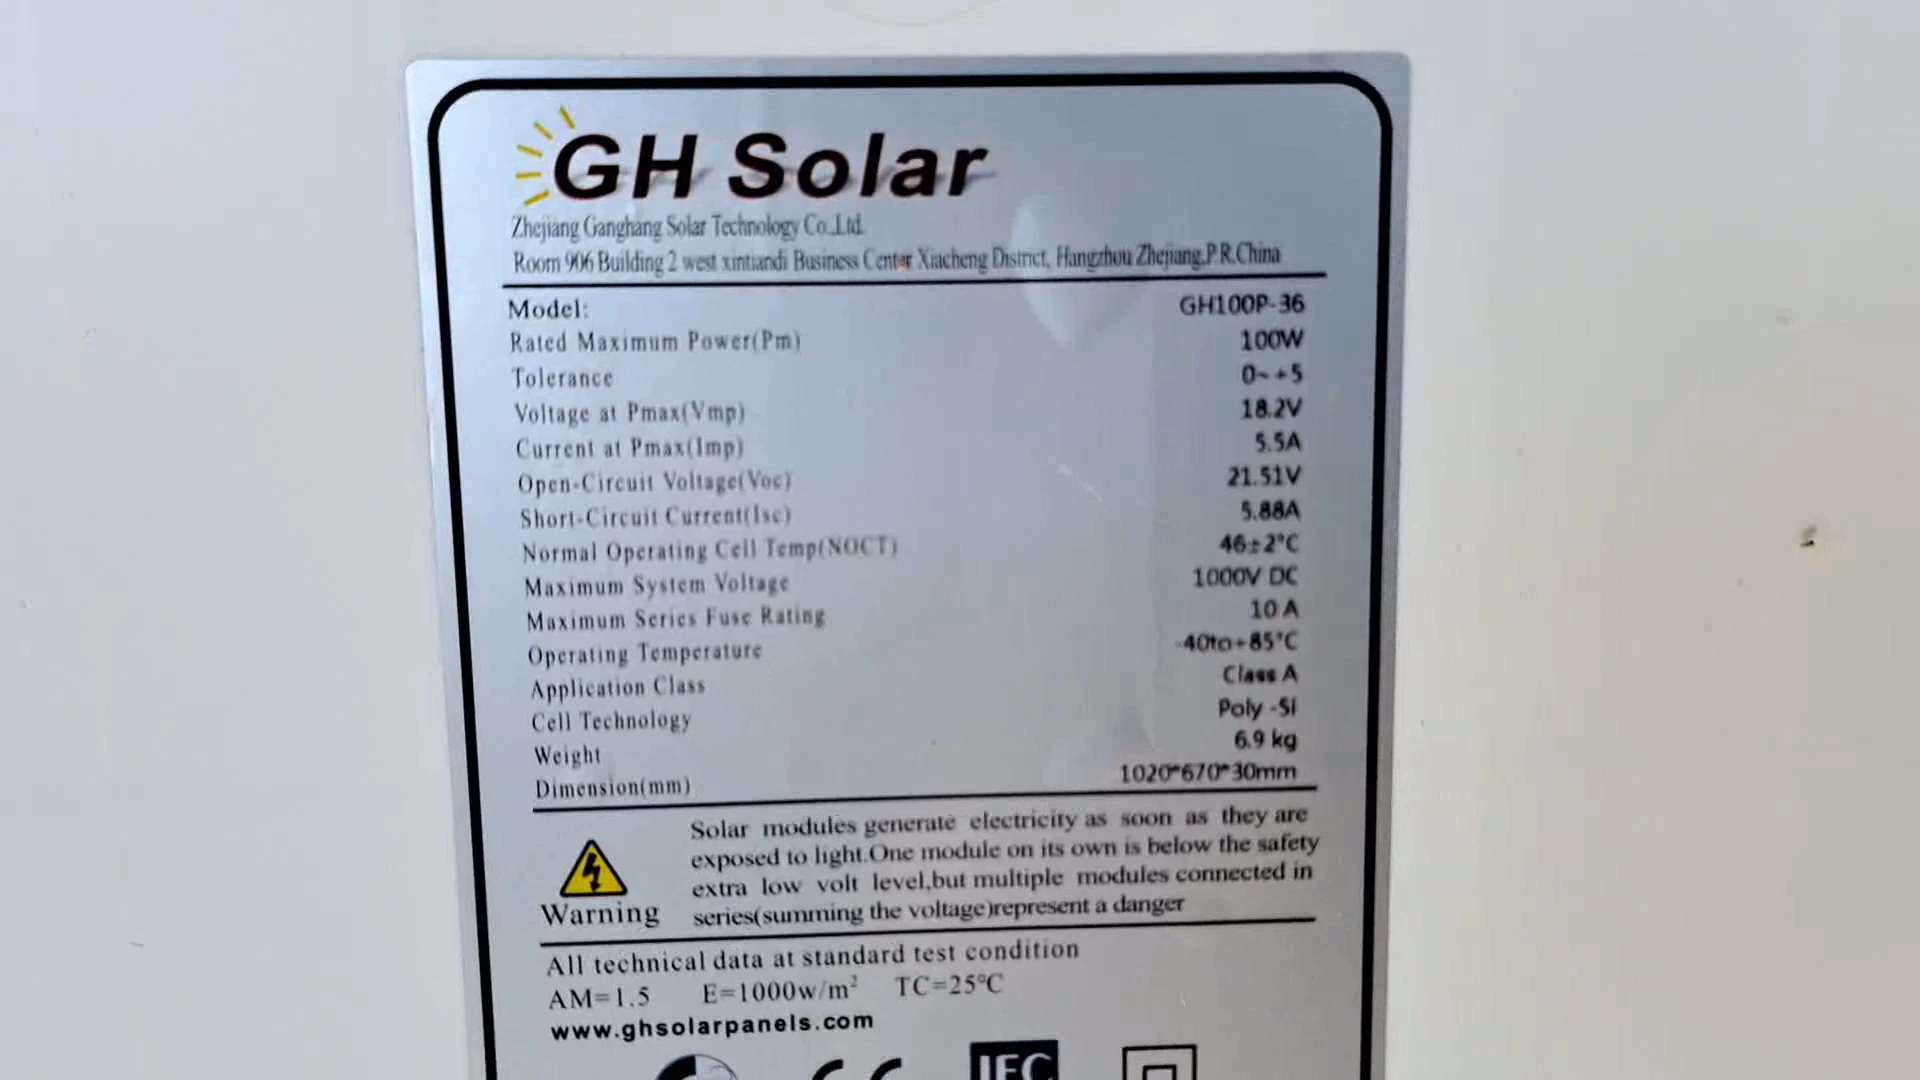 GH Solar
Zhejiang Ganghang Solar Technology Co.,Ltd.
Room 906 Building 2 west xintiandi Business Center Xiacheng District, Hangzhou Zhejiang,P.R.China
Model: GH100P-36
Rated Maximum Power(Pm) 100W
Tolerance 0~+5
Voltage at Pmax(Vmp) 18.2V
Current at Pmax(Imp) 5.5A
Open-Circuit Voltage(Voc) 21.51V
Short-Circuit Current(Isc) 5.88A
Normal Operating Cell Temp(NOCT) 46±2°C
Maximum System Voltage 1000V DC
Maximum Series Fuse Rating 10 A
Operating Temperature -40to+85°C
Application Class Class A
Cell Technology Poly -Si
Weight 6.9 kg
Dimension(mm) 1020*670*30mm
Solar modules generate electricity as soon as they are
exposed to light.One module on its own is below the safety
extra low volt level,but multiple modules connected in
series(summing the voltage)represent a danger
Warning
All technical data at standard test condition
AM=1.5 E=1000w/m² TC=25℃
www.ghsolarpanels.com
CE
IEC